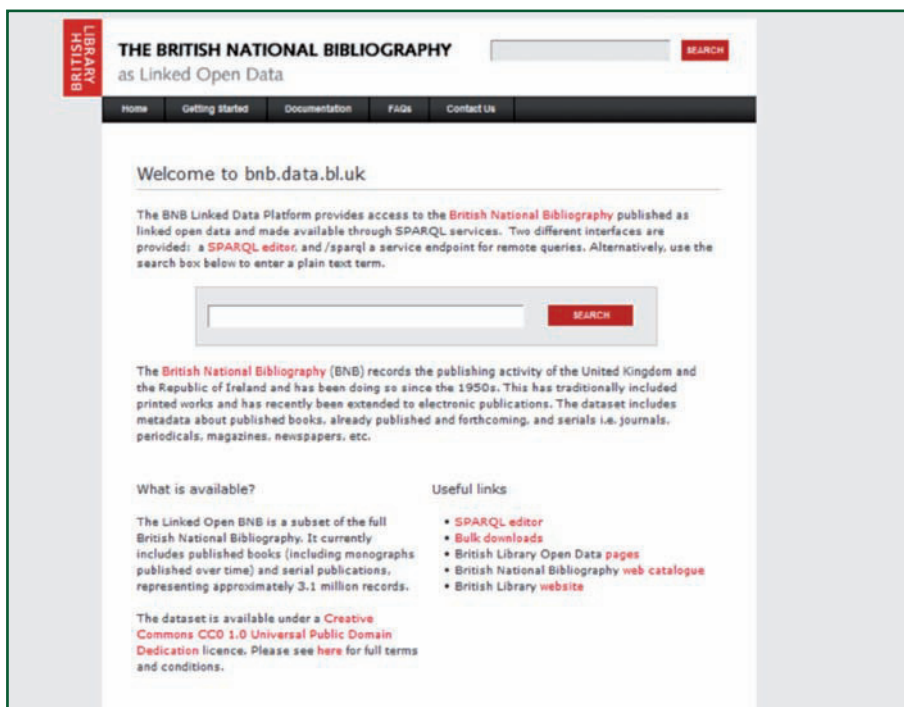 BRITISH
LIBRARY
THE BRITISH NATIONAL BIBLIOGRAPHY
SEARCH
as Linked Open Data
Home Getting Started Documentation FAQs Contact Us
Welcome to bnb.data.bl.uk
The BNB Linked Data Platform provides access to the British National Bibliography published as
linked open data and made available through SPARQL services. Two different interfaces are
provided: a SPARQL editor, and /sparql a service endpoint for remote queries. Alternatively, use the
search box below to enter a plain text term.
SEARCH
The British National Bibliography (BNB) records the publishing activity of the United Kingdom and
the Republic of Ireland and has been doing so since the 1950s. This has traditionally included
printed works and has recently been extended to electronic publications. The dataset includes
metadata about published books, already published and forthcoming, and serials i.e. journals,
periodicals, magazines, newspapers, etc.
What is available?
The Linked Open BNB is a subset of the full
British National Bibliography. It currently
includes published books (including monographs
published over time) and serial publications,
representing approximately 3.1 million records.
The dataset is available under a Creative
Commons CC0 1.0 Universal Public Domain
Dedication licence. Please see here for full terms
and conditions.
Useful links
• SPARQL editor
• Bulk downloads
• British Library Open Data pages
• British National Bibliography web catalogue
• British Library website